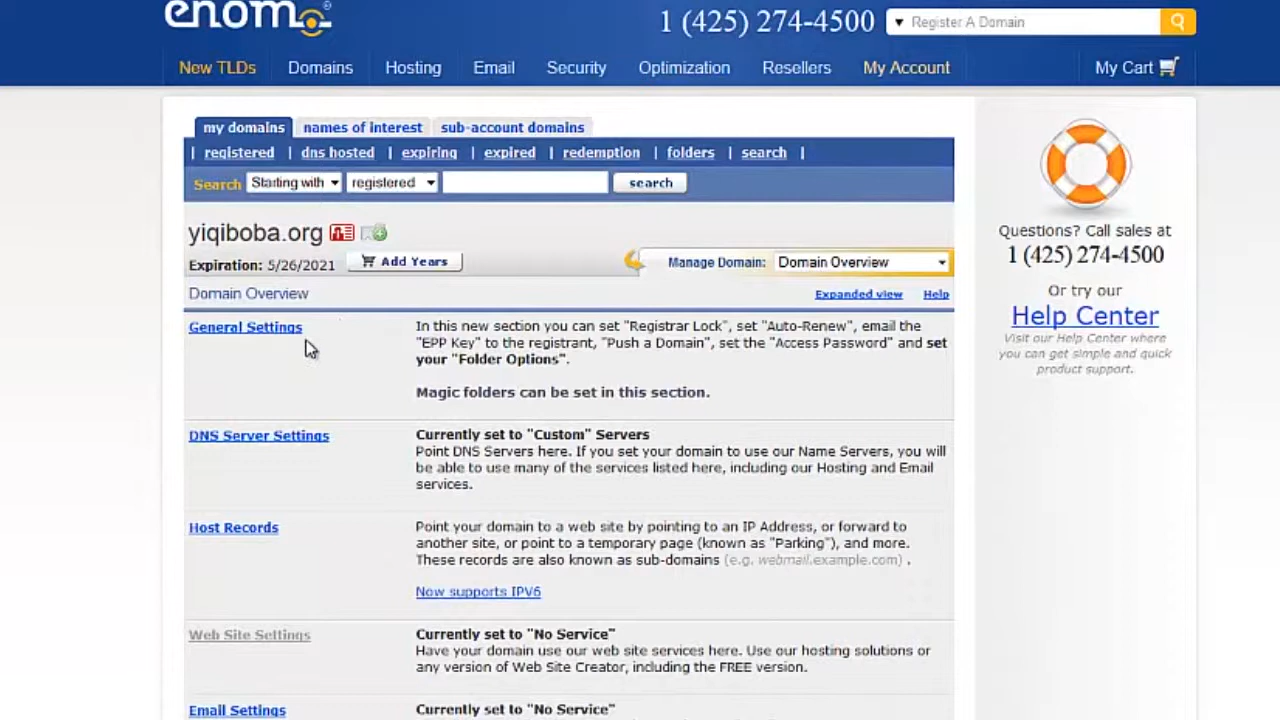 enom
1 (425) 274-4500
Register A Domain
New TLDs Domains Hosting Email Security Optimization Resellers My Account My Cart
my domains names of interest sub-account domains
| registered | dns hosted | expiring | expired | redemption | folders | search |
Search Starting with registered search
yiqiboba.org
Expiration: 5/26/2021 Add Years
Manage Domain: Domain Overview
Domain Overview
Expanded view Help
General Settings
In this new section you can set "Registrar Lock", set "Auto-Renew", email the
"EPP Key" to the registrant, "Push a Domain", set the "Access Password" and set
your "Folder Options".
Magic folders can be set in this section.
DNS Server Settings
Currently set to "Custom" Servers
Point DNS Servers here. If you set your domain to use our Name Servers, you will
be able to use many of the services listed here, including our Hosting and Email
services.
Host Records
Point your domain to a web site by pointing to an IP Address, or forward to
another site, or point to a temporary page (known as "Parking"), and more.
These records are also known as sub-domains (e.g. webmail.example.com) .
Now supports IPV6
Web Site Settings
Currently set to "No Service"
Have your domain use our web site services here. Use our hosting solutions or
any version of Web Site Creator, including the FREE version.
Email Settings
Currently set to "No Service"
Questions? Call sales at
1 (425) 274-4500
Or try our
Help Center
Visit our Help Center where
you can get simple and quick
product support.